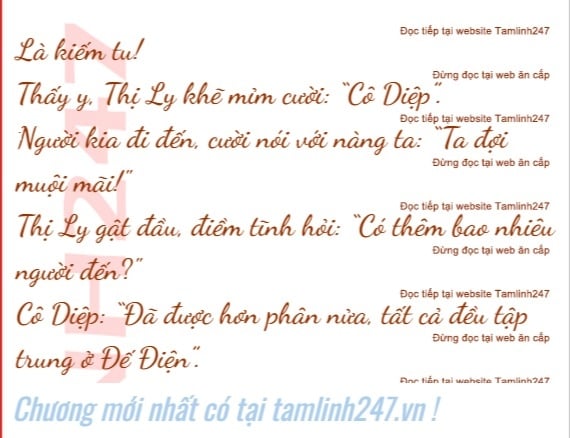 Đọc tiếp tại website Tamlinh247
Là kiếm tu!
Đừng đọc tại web ăn cắp
Thấy y, Thị Ly khẽ mỉm cười: “Cô Diệp”.
Đọc tiếp tại website Tamlinh247
Người kia đi đến, cười nói với nàng ta: “Ta đợi
Đừng đọc tại web ăn cắp
muội mãi!”
Đọc tiếp tại website Tamlinh247
Thị Ly gật đầu, điềm tĩnh hỏi: “Có thêm bao nhiêu
Đừng đọc tại web ăn cắp
người đến?”
Đọc tiếp tại website Tamlinh247
Cô Diệp: “Đã được hơn phân nửa, tất cả đều tập
Đừng đọc tại web ăn cắp
trung ở Đế Điện”.
Đọc tiếp tại website Tamlinh247
Chương mới nhất có tại tamlinh247.vn !
NH247